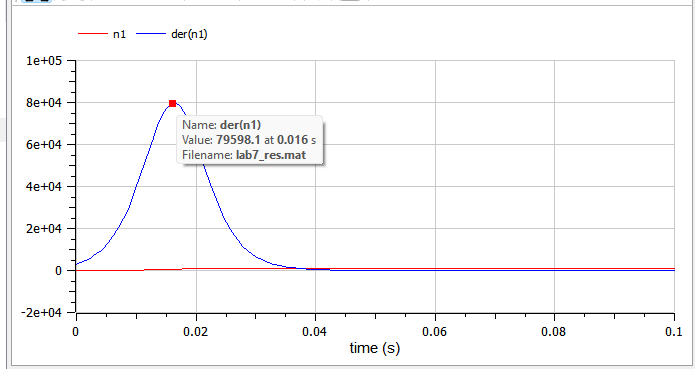 n1 der(n1)
1e+05
8e+04
6e+04
4e+04
2e+04
0
-2e+04
Name: der(n1)
Value: 79598.1 at 0.016 s
Filename: lab7_res.mat
0 0.02 0.04 0.06 0.08 0.1
time (s)